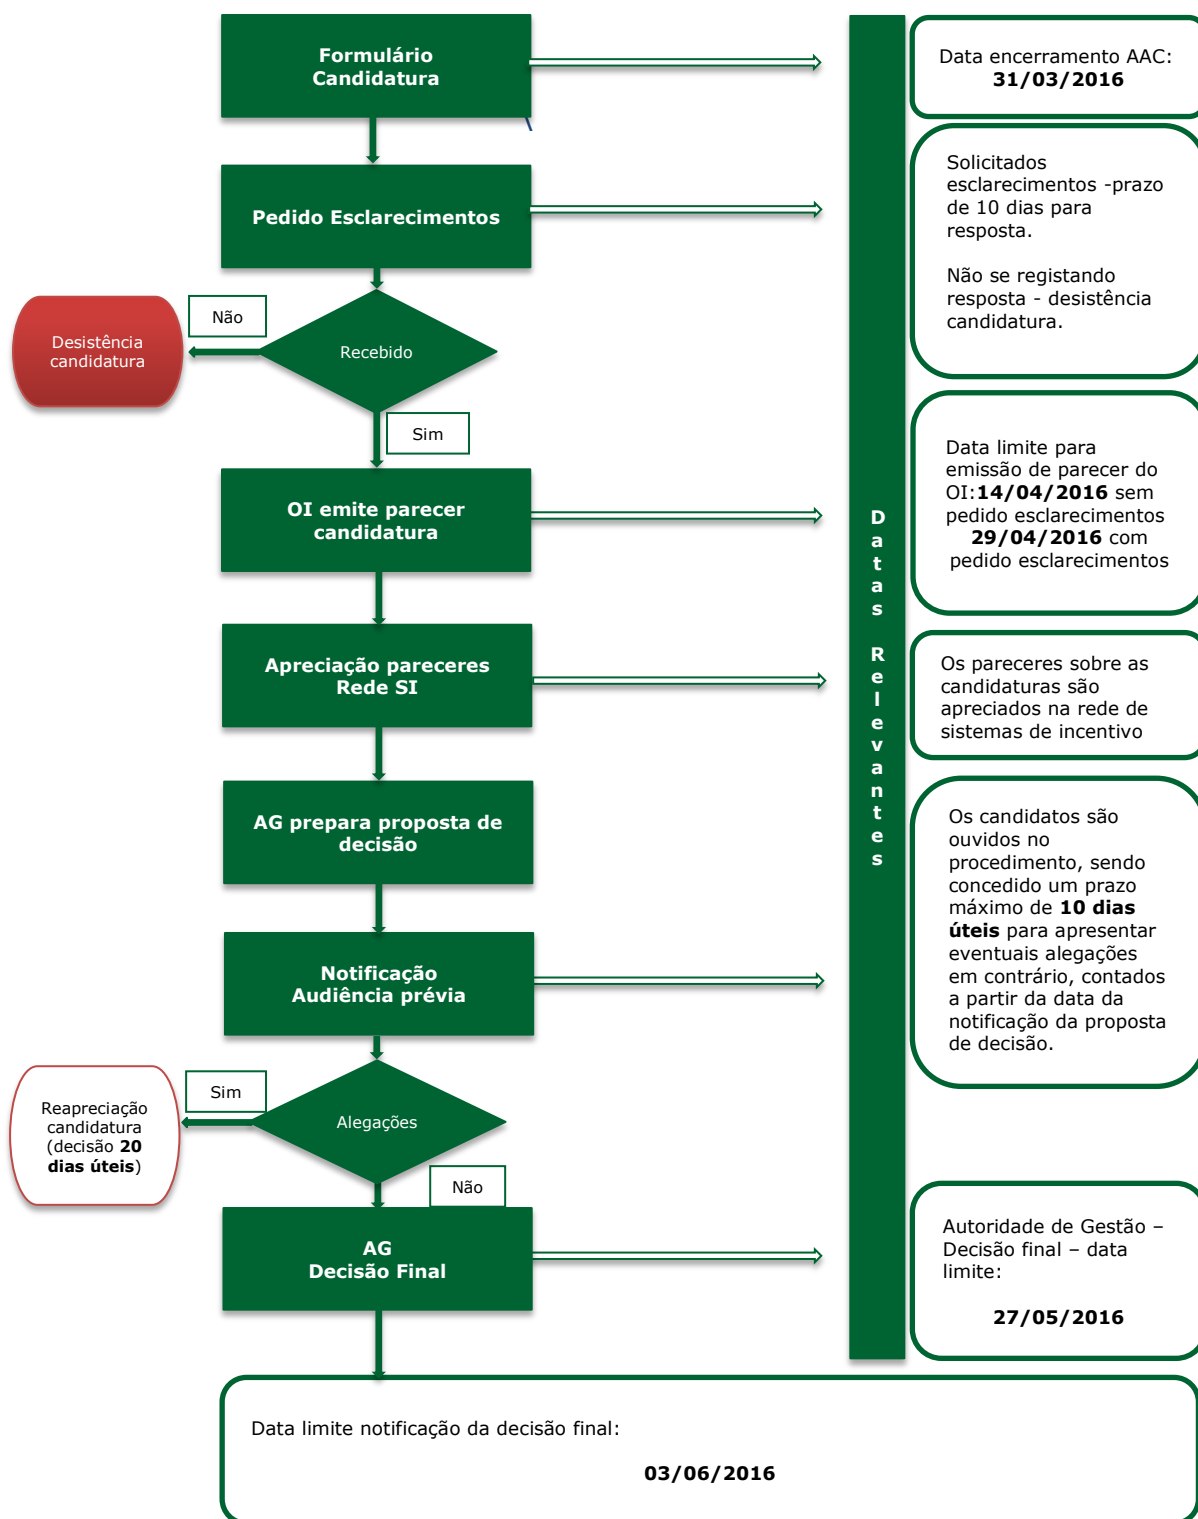 Formulário
Candidatura
Data encerramento AAC:
31/03/2016
Pedido Esclarecimentos
Solicitados
esclarecimentos -prazo
de 10 dias para
resposta.
Não se registando
resposta - desistência
candidatura.
Não
Desistência
candidatura
Recebido
Sim
OI emite parecer
candidatura
Data limite para
emissão de parecer do
OI:14/04/2016 sem
pedido esclarecimentos
29/04/2016 com
pedido esclarecimentos
Datas Relevantes
Apreciação pareceres
Rede SI
Os pareceres sobre as
candidaturas são
apreciados na rede de
sistemas de incentivo
AG prepara proposta de
decisão
Os candidatos são
ouvidos no
procedimento, sendo
concedido um prazo
máximo de 10 dias
úteis para apresentar
eventuais alegações
em contrário, contados
a partir da data da
notificação da proposta
de decisão.
Notificação
Audiência prévia
Sim
Reapreciação
candidatura
(decisão 20
dias úteis)
Alegações
Não
AG
Decisão Final
Autoridade de Gestão –
Decisão final – data
limite:
27/05/2016
Data limite notificação da decisão final:
03/06/2016